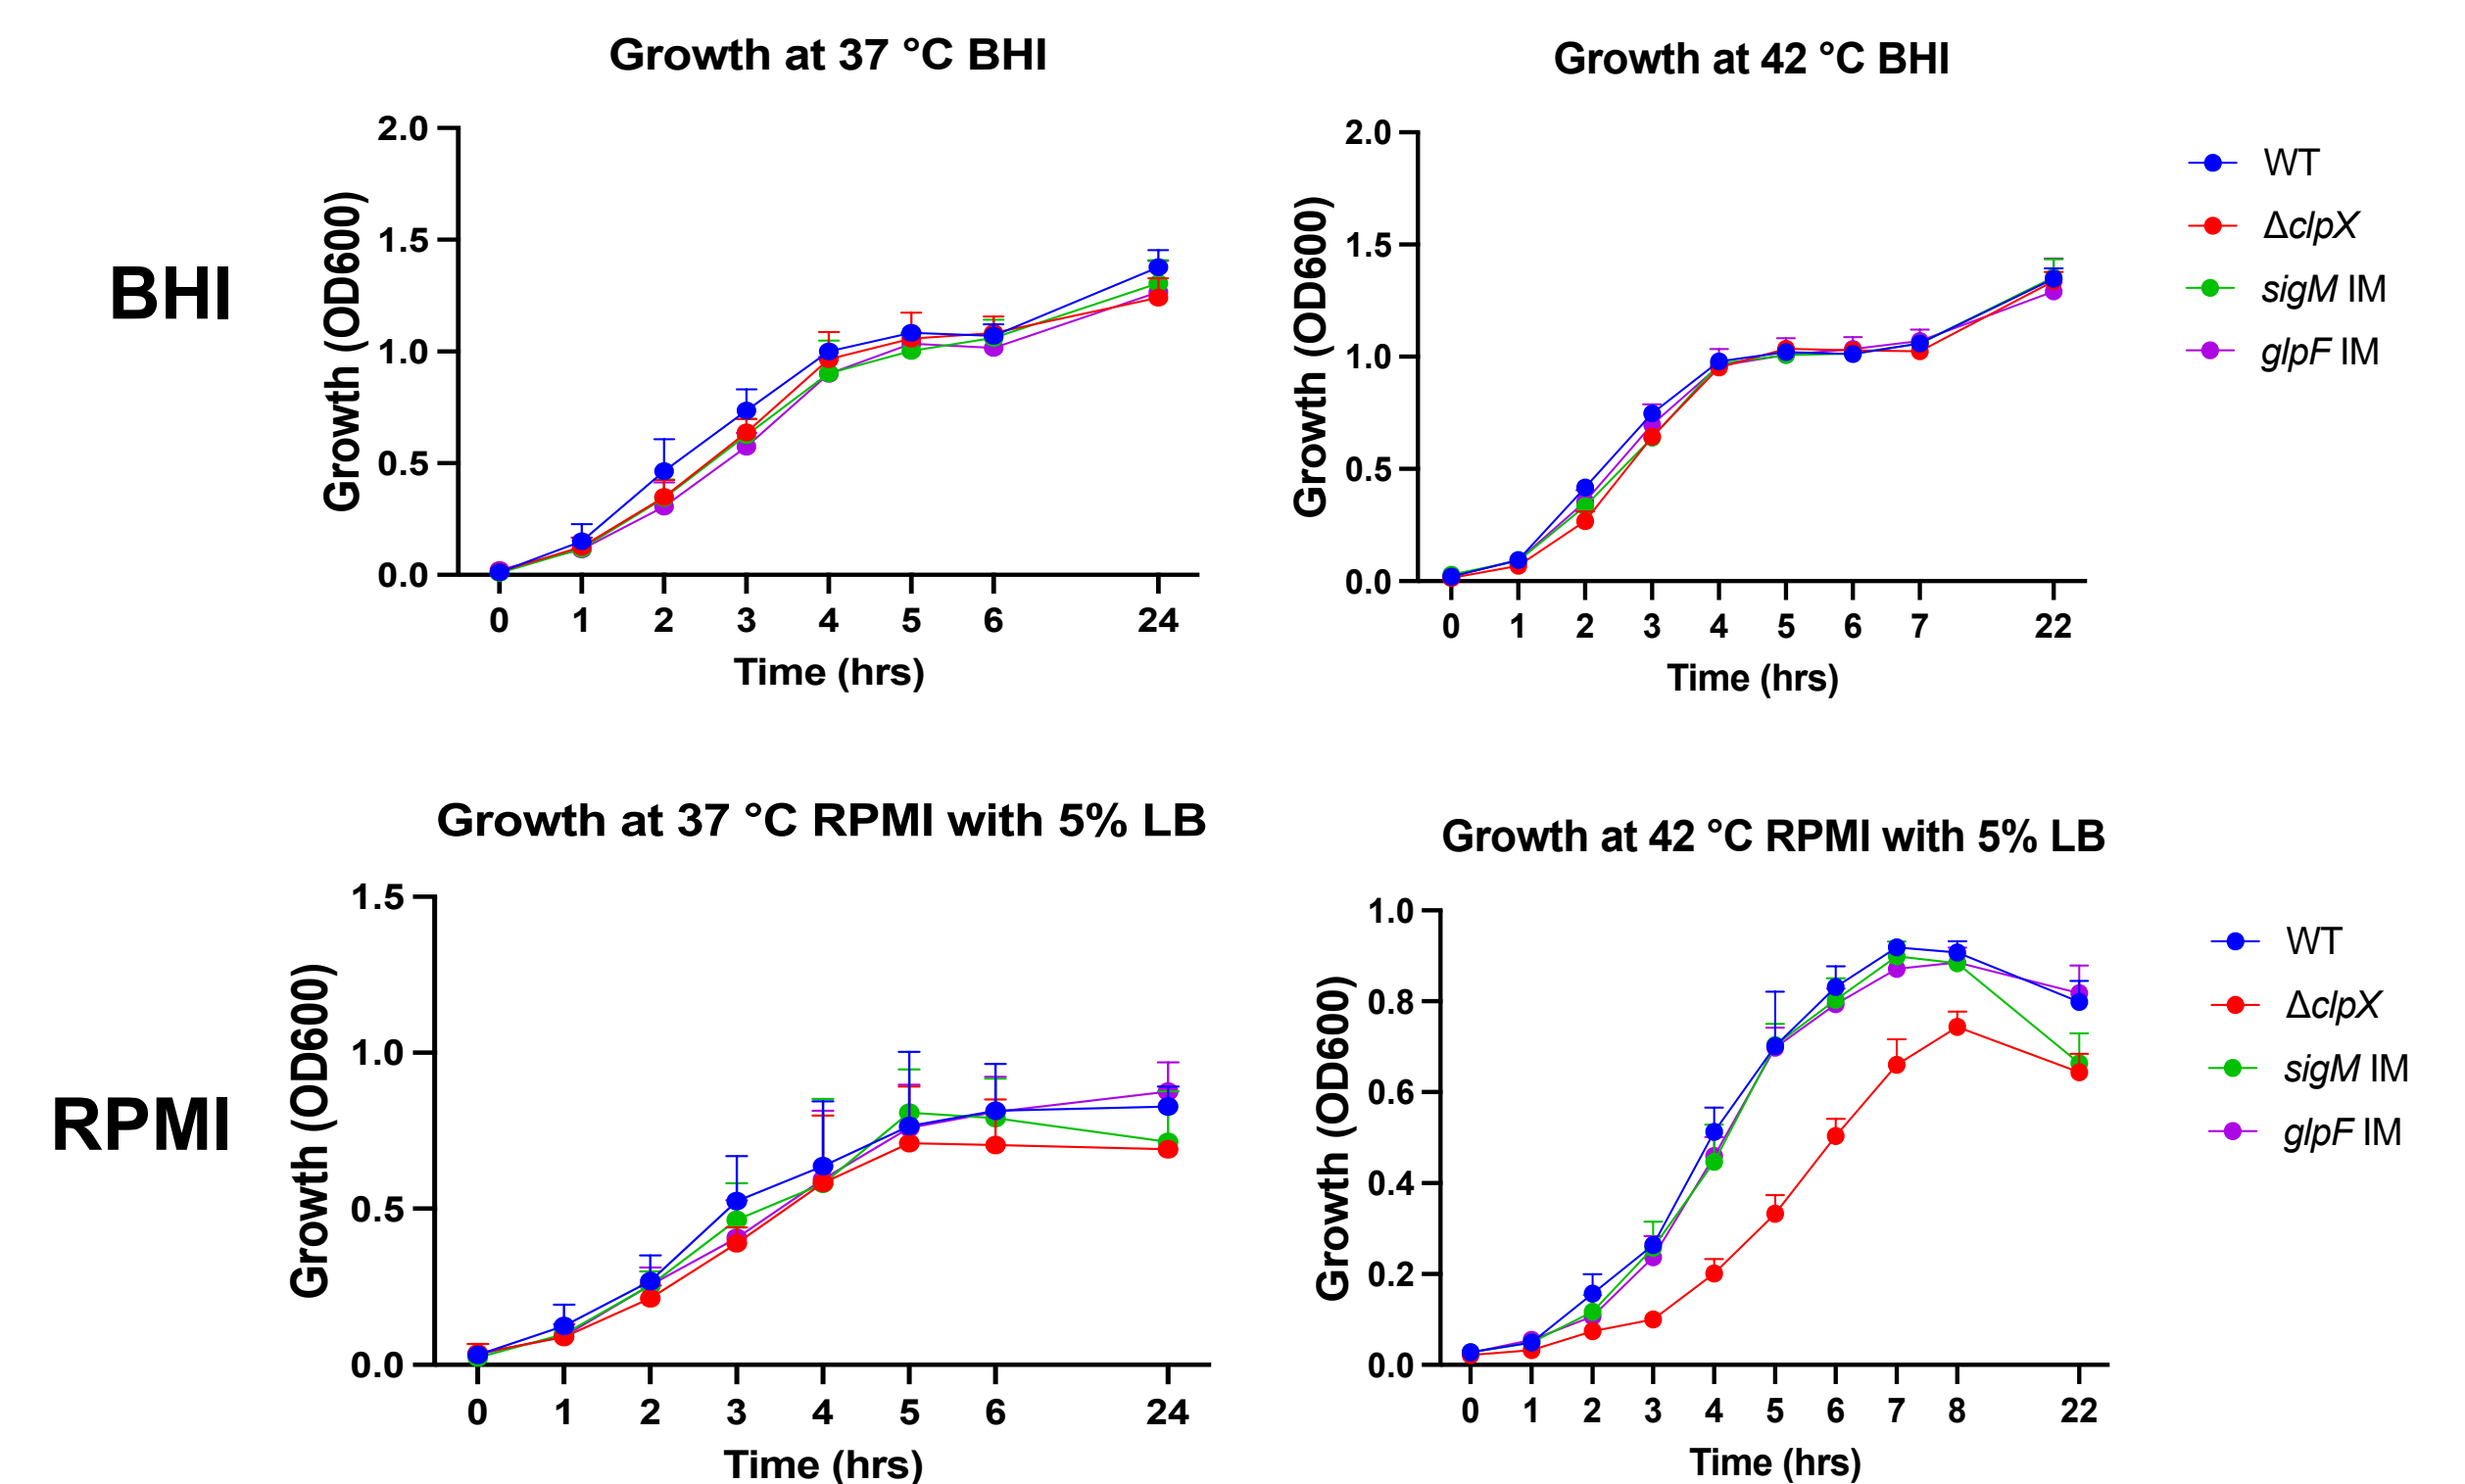 Growth at 37 °C BHI
BHI
Growth (OD600)
2.0
1.5
1.0
0.5
0.0
0 1 2 3 4 5 6 24
Time (hrs)
Growth at 42 °C BHI
Growth (OD600)
2.0
1.5
1.0
0.5
0.0
0 1 2 3 4 5 6 7 22
Time (hrs)
WT
ΔclpX
sigM IM
glpF IM
Growth at 37 °C RPMI with 5% LB
RPMI
Growth (OD600)
1.5
1.0
0.5
0.0
0 1 2 3 4 5 6 24
Time (hrs)
Growth at 42 °C RPMI with 5% LB
Growth (OD600)
1.0
0.8
0.6
0.4
0.2
0.0
0 1 2 3 4 5 6 7 8 22
Time (hrs)
WT
ΔclpX
sigM IM
glpF IM